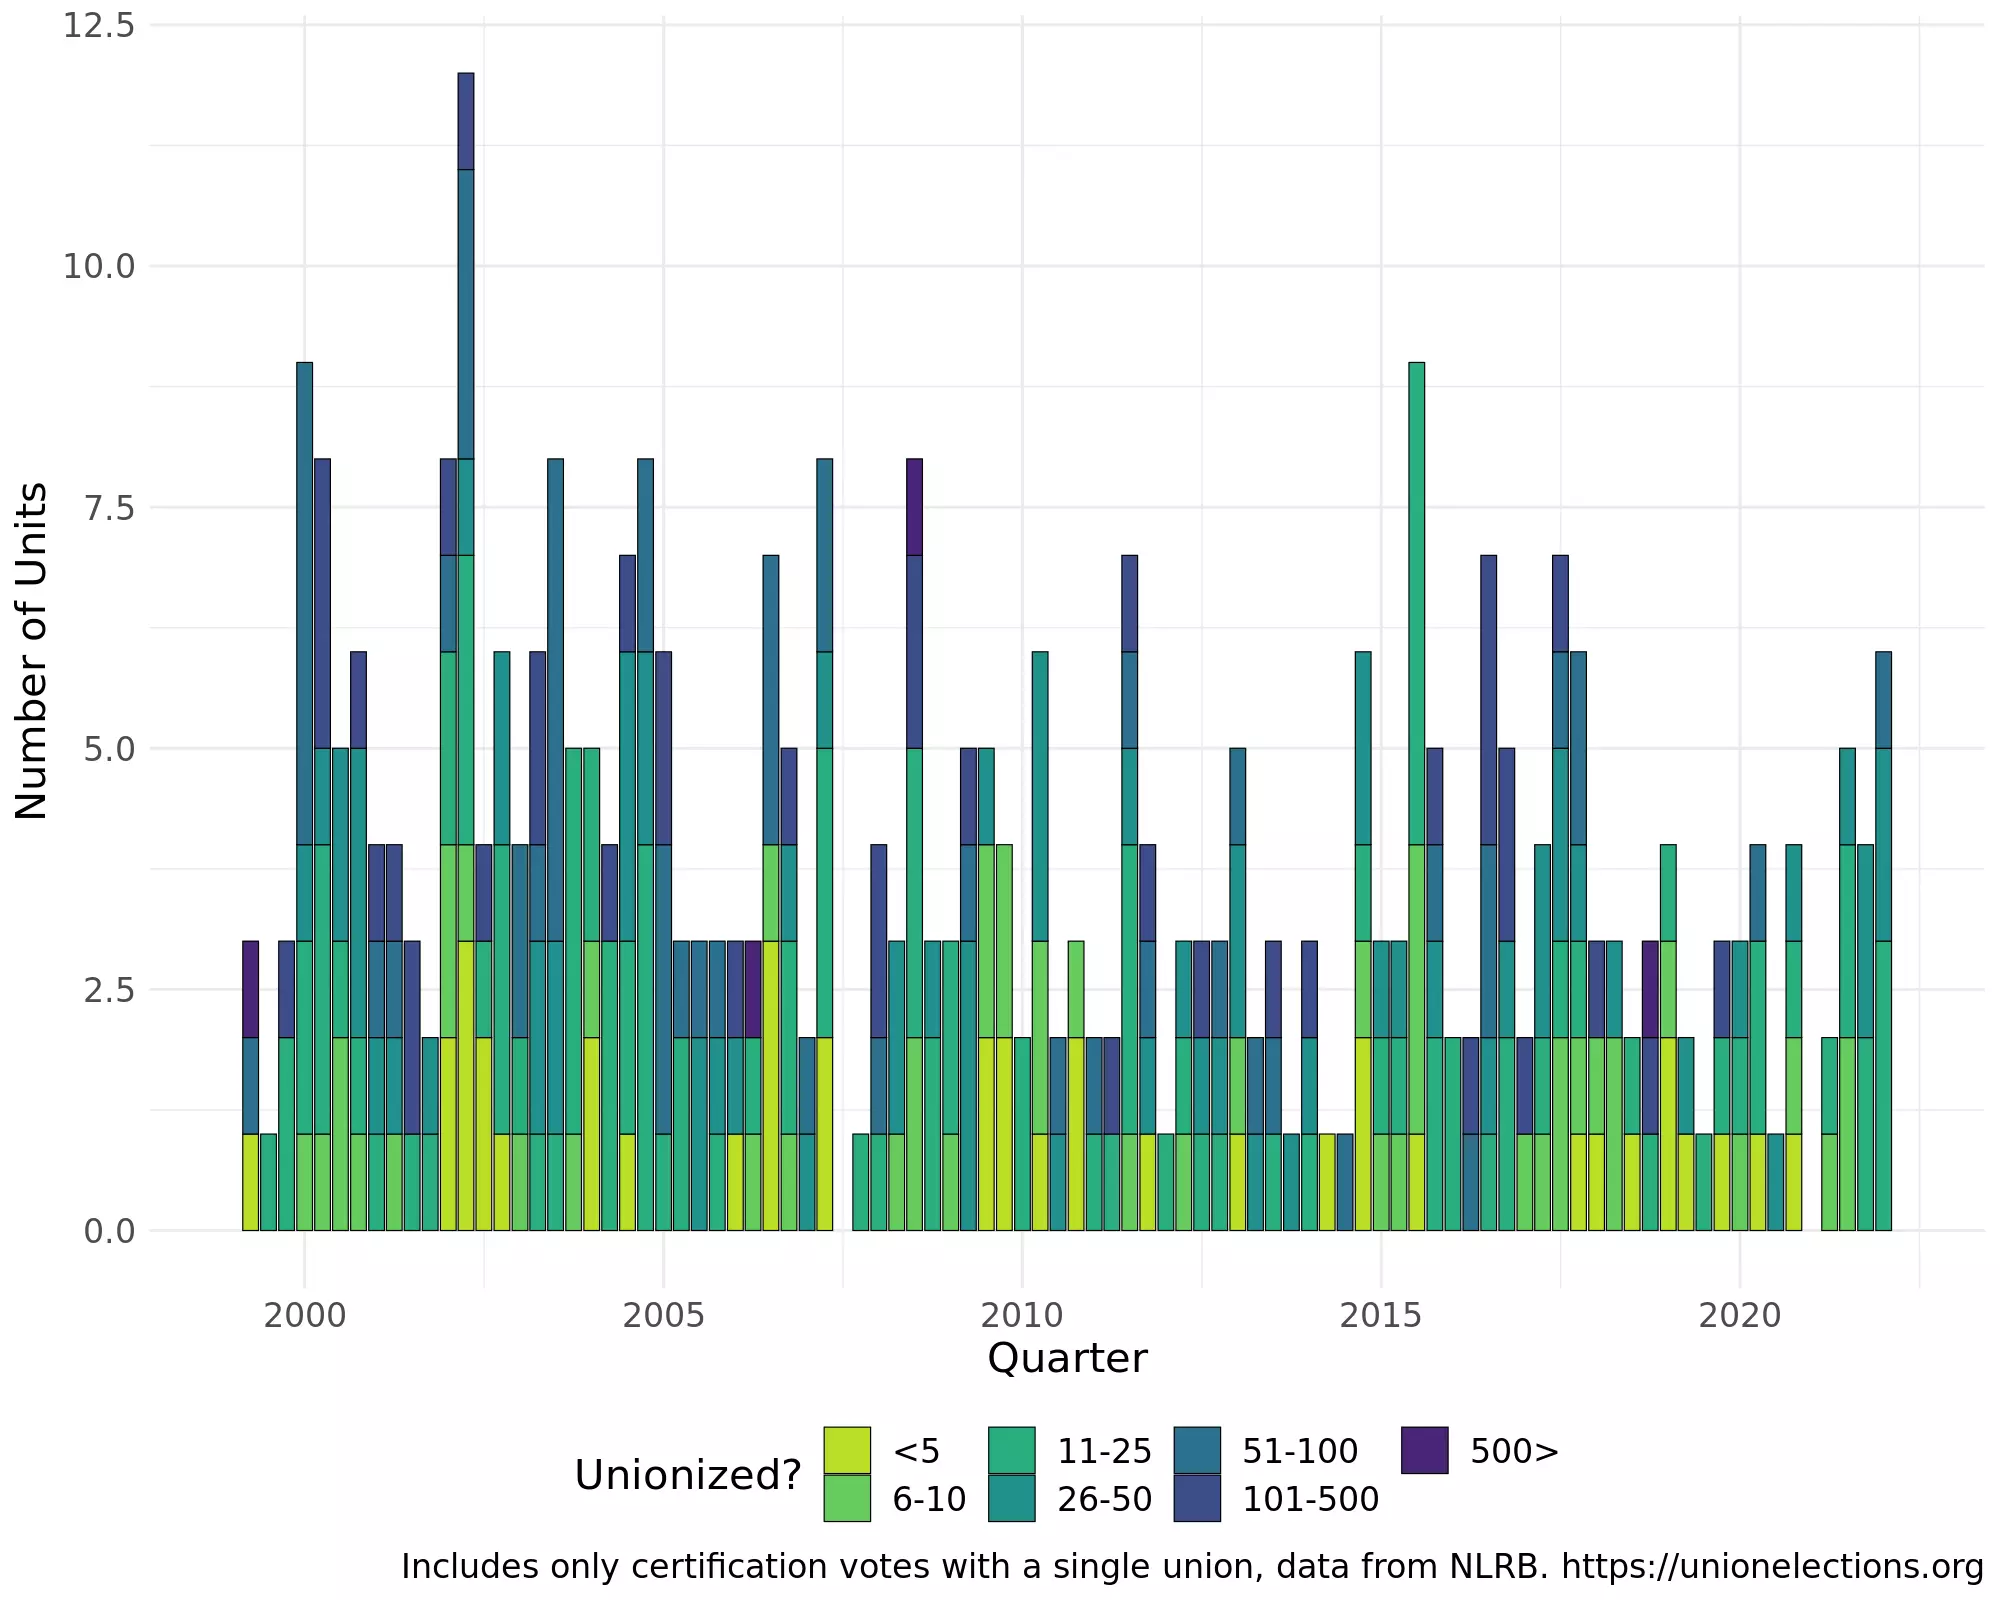 12.5
10.0
7.5
5.0
2.5
0.0
Number of Units
2000 2005 2010 2015 2020
Quarter
Unionized?
<5 11-25 51-100 500>
6-10 26-50 101-500
Includes only certification votes with a single union, data from NLRB. https://unionelections.org